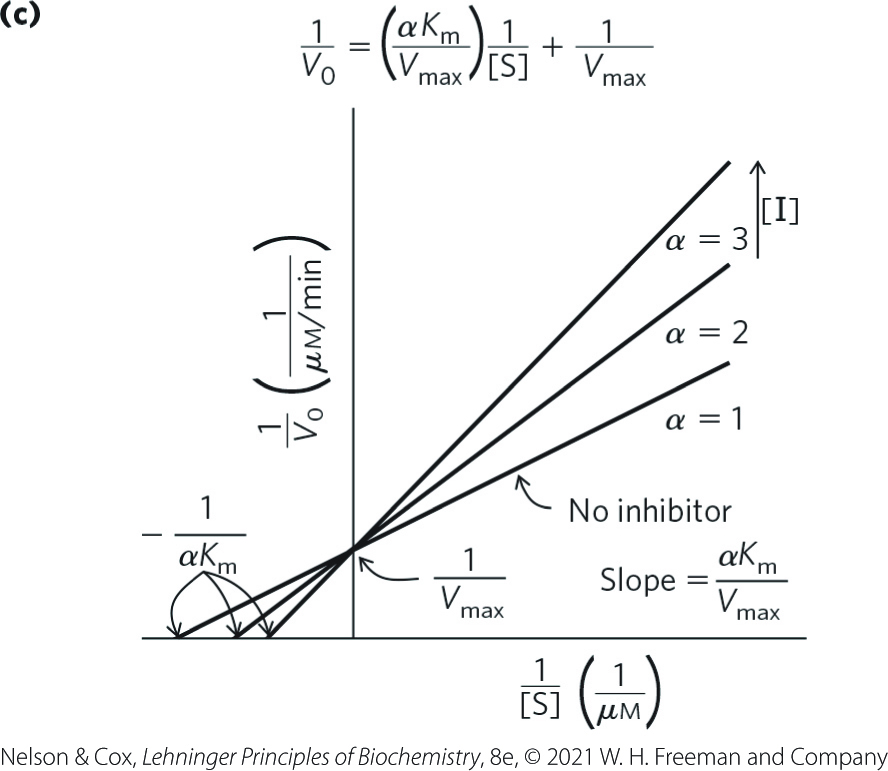 (c)
1/V₀ = (αKₘ/Vmax) 1/[S] + 1/Vmax
[I]
α = 3
α = 2
α = 1
1/V₀ (1/μM/min)
No inhibitor
− 1/αKₘ
1/Vmax
Slope = αKₘ/Vmax
1/[S] (1/μM)
Nelson & Cox, Lehninger Principles of Biochemistry, 8e, © 2021 W. H. Freeman and Company